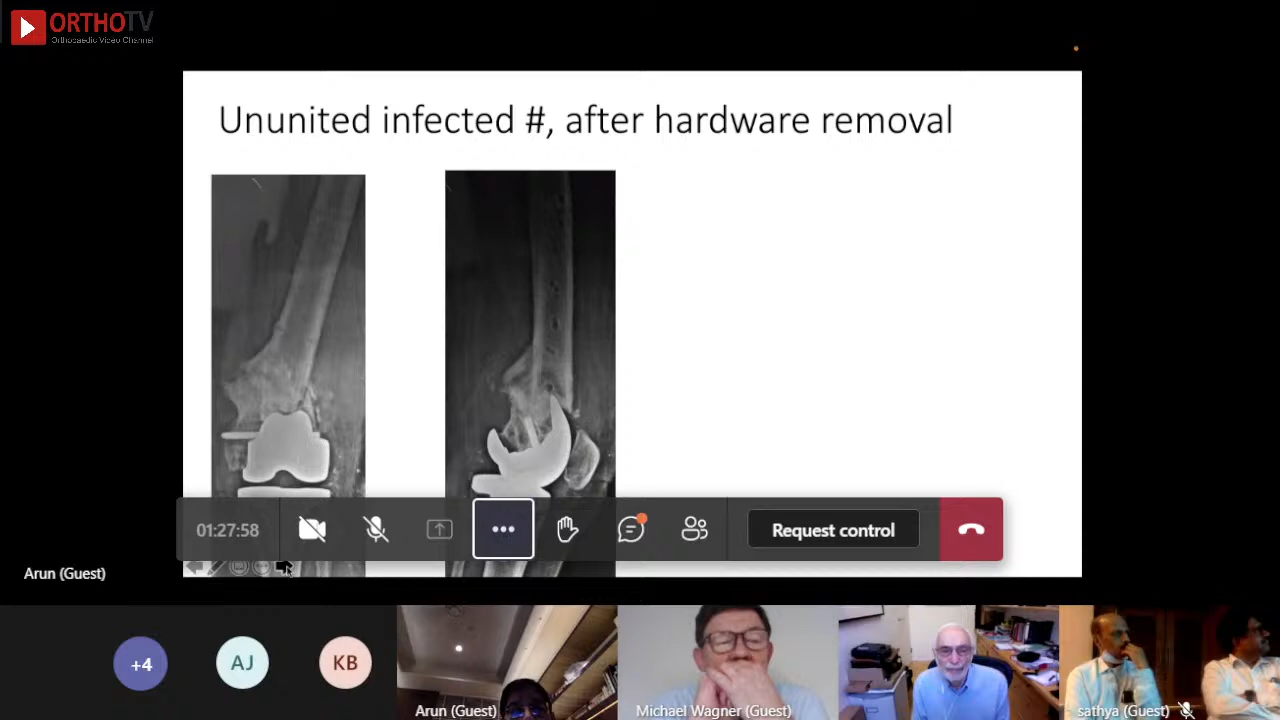 ORTHOTV
Orthopaedic Video Channel
Ununited infected #, after hardware removal
01:27:58
Request control
Arun (Guest)
+4
AJ
KB
Arun (Guest)
Michael Wagner (Guest)
sathya (Guest)